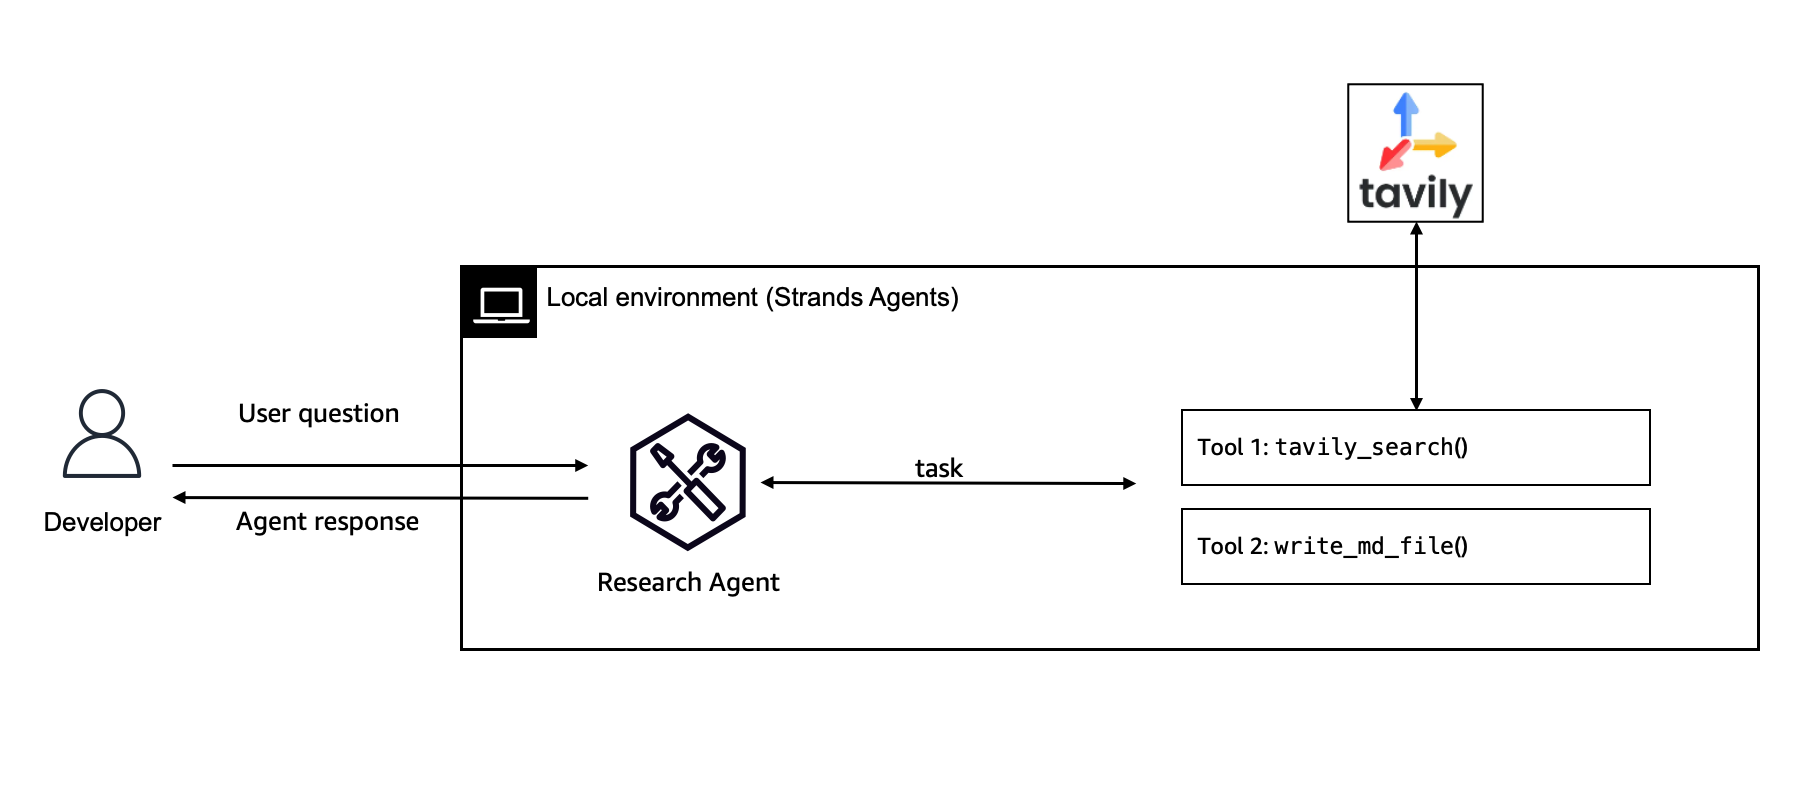 tavily
Local environment (Strands Agents)
User question
Agent response
Developer
Research Agent
task
Tool 1: tavily_search()
Tool 2: write_md_file()